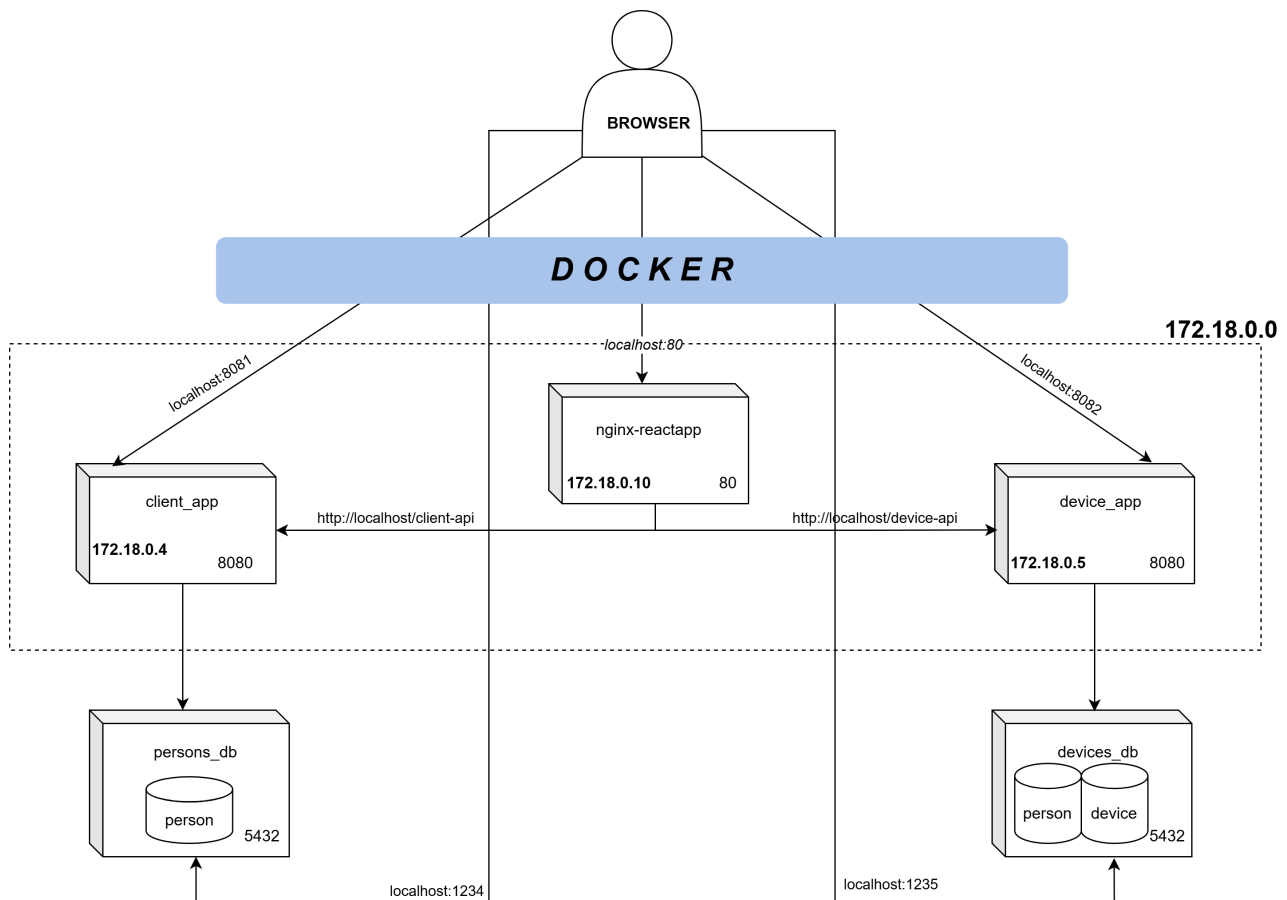 BROWSER
D O C K E R
172.18.0.0
localhost:80
localhost:8081
localhost:8082
nginx-reactapp
172.18.0.10 80
client_app
172.18.0.4
8080
http://localhost/client-api
http://localhost/device-api
device_app
172.18.0.5 8080
persons_db
person
5432
devices_db
person device
5432
localhost:1234
localhost:1235